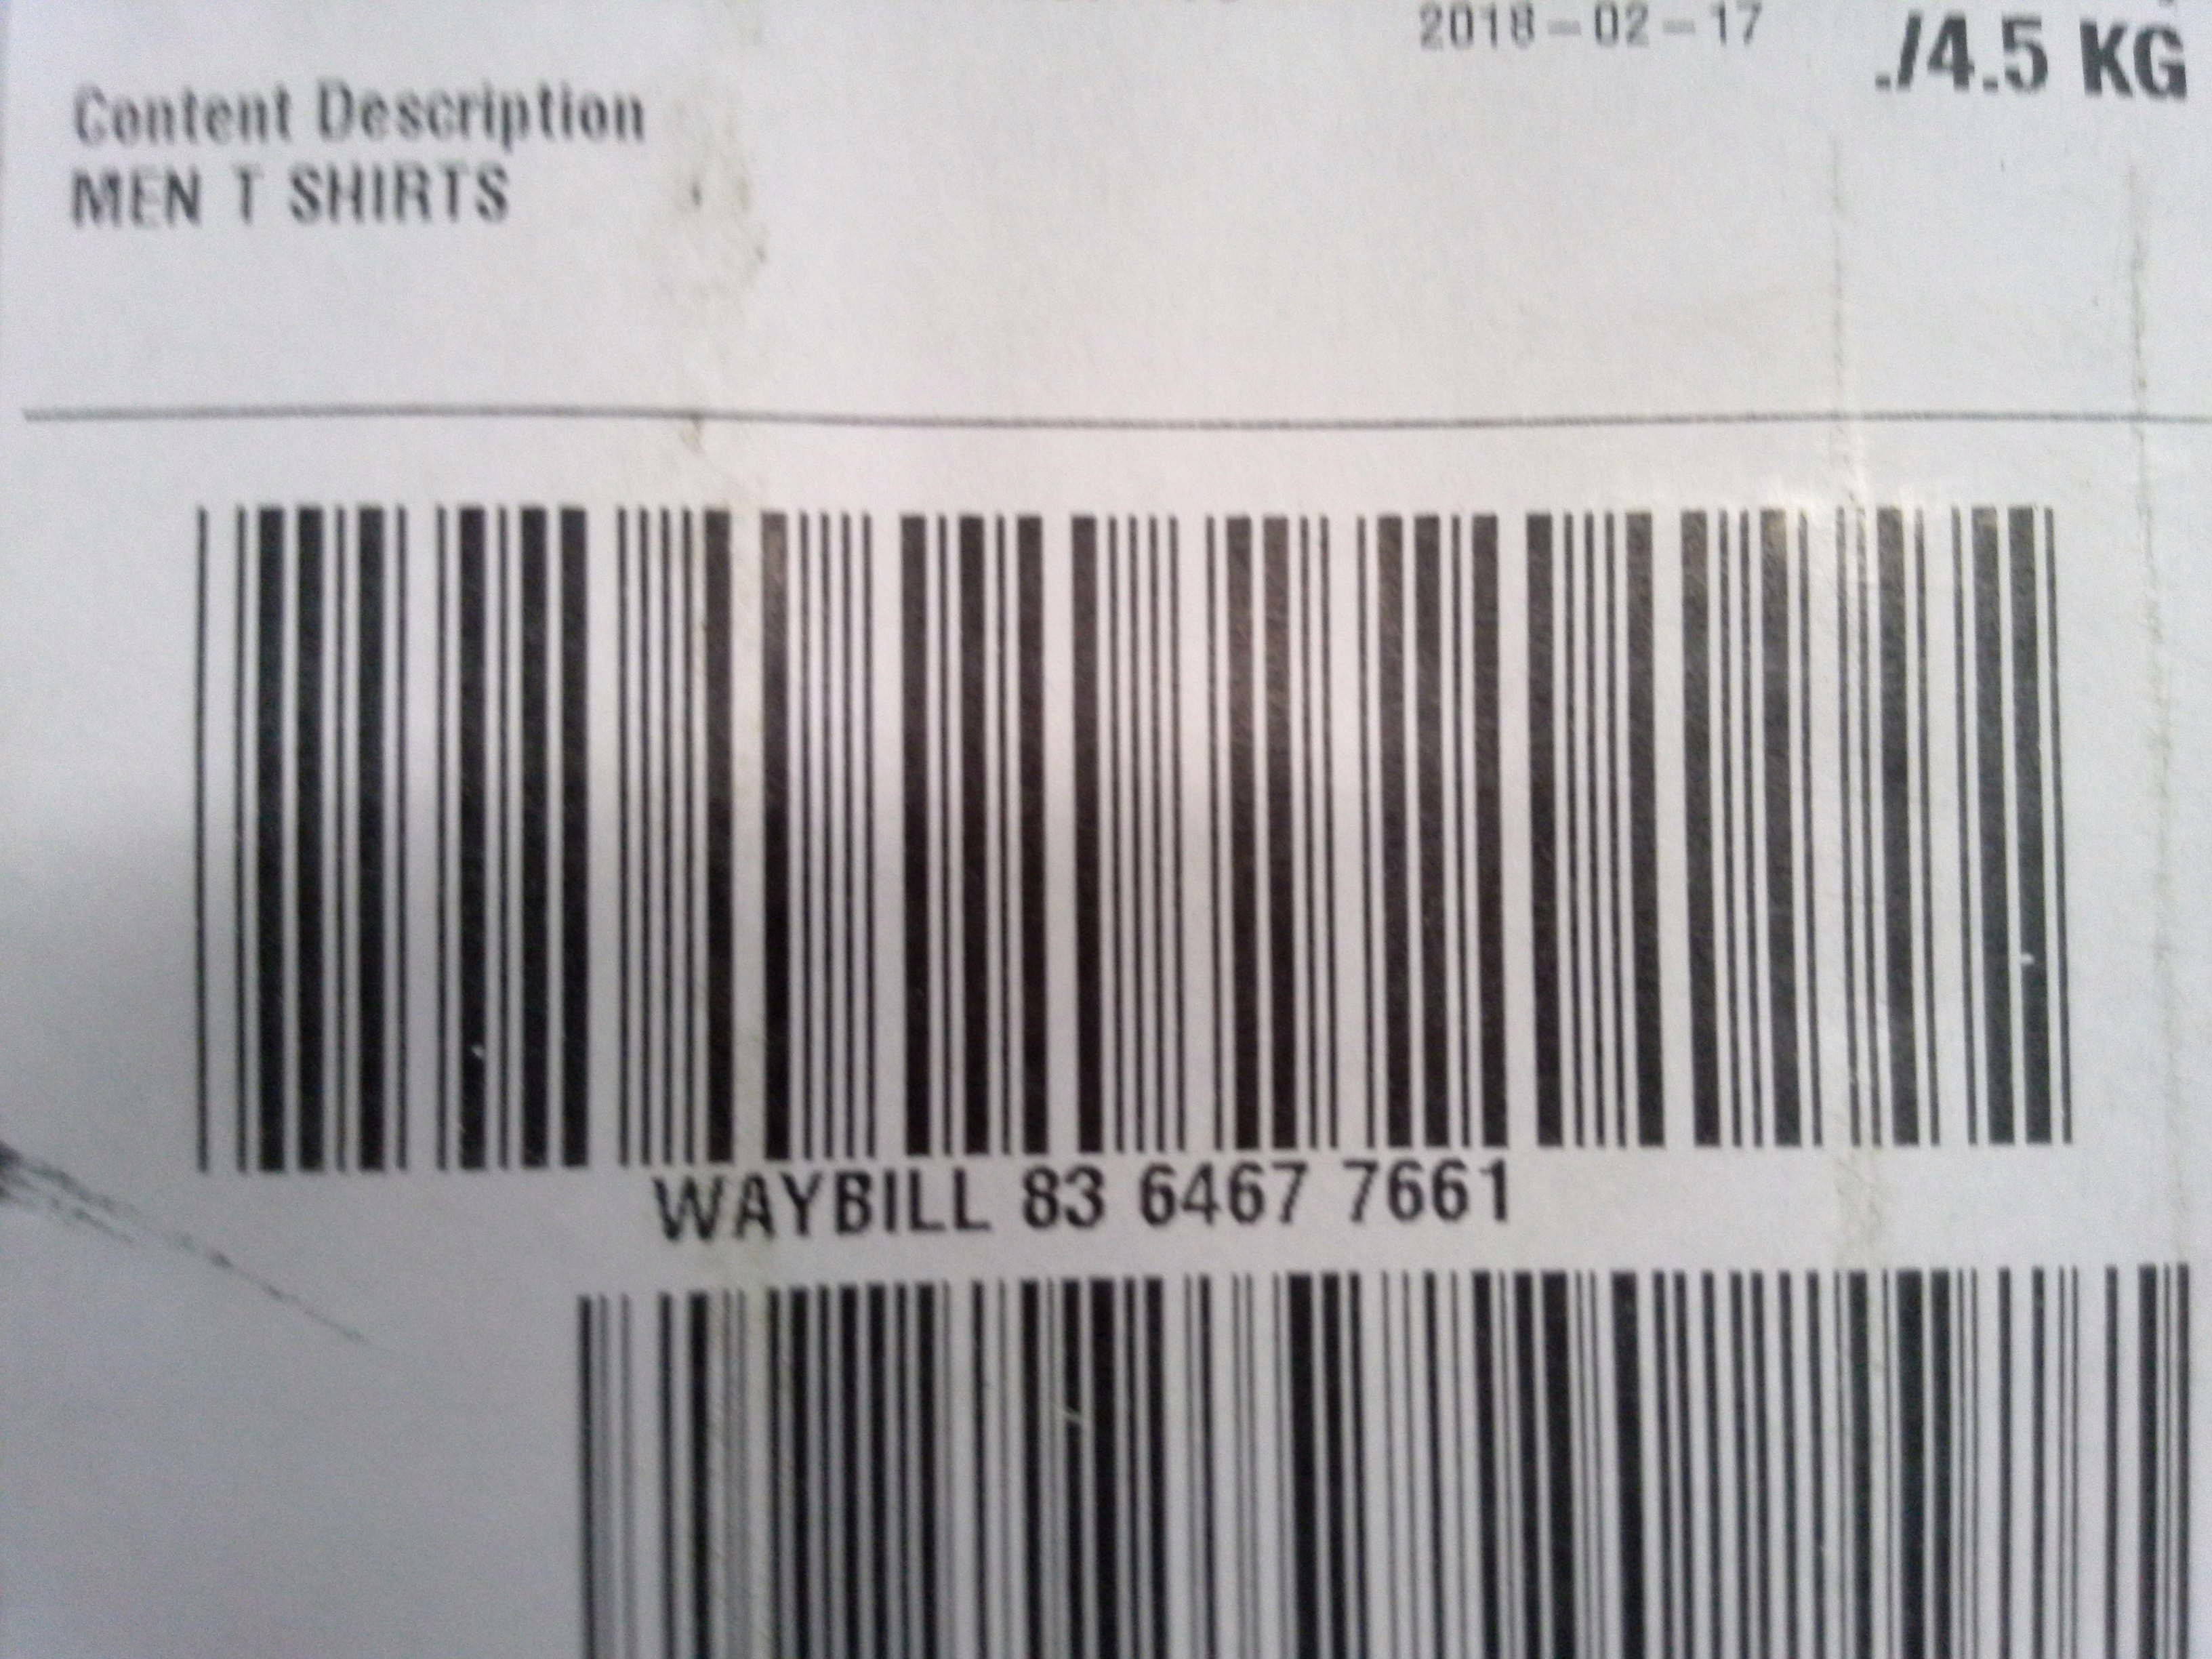 2018-02-17
./4.5 KG
Content Description
MEN T SHIRTS
WAYBILL 83 6467 7661